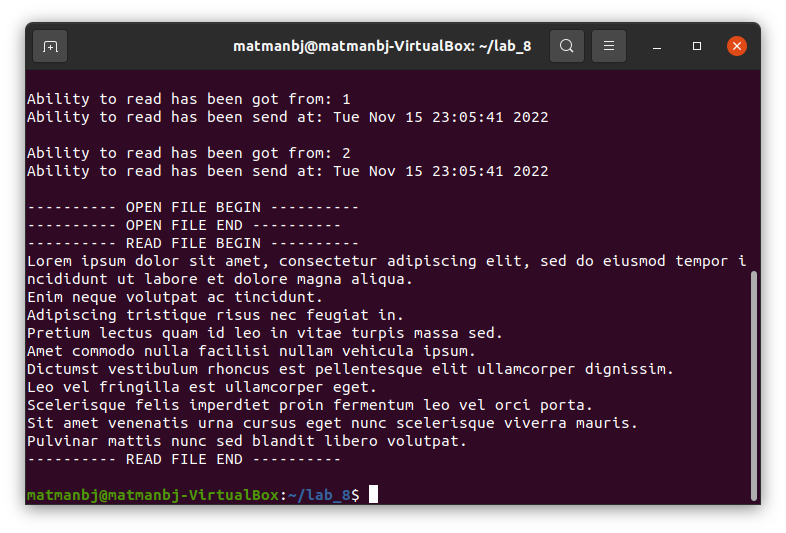 matmanbj@matmanbj-VirtualBox: ~/lab_8
Ability to read has been got from: 1
Ability to read has been send at: Tue Nov 15 23:05:41 2022
Ability to read has been got from: 2
Ability to read has been send at: Tue Nov 15 23:05:41 2022
---------- OPEN FILE BEGIN ----------
---------- OPEN FILE END ----------
---------- READ FILE BEGIN ----------
Lorem ipsum dolor sit amet, consectetur adipiscing elit, sed do eiusmod tempor i
ncididunt ut labore et dolore magna aliqua.
Enim neque volutpat ac tincidunt.
Adipiscing tristique risus nec feugiat in.
Pretium lectus quam id leo in vitae turpis massa sed.
Amet commodo nulla facilisi nullam vehicula ipsum.
Dictumst vestibulum rhoncus est pellentesque elit ullamcorper dignissim.
Leo vel fringilla est ullamcorper eget.
Scelerisque felis imperdiet proin fermentum leo vel orci porta.
Sit amet venenatis urna cursus eget nunc scelerisque viverra mauris.
Pulvinar mattis nunc sed blandit libero volutpat.
---------- READ FILE END ----------
matmanbj@matmanbj-VirtualBox:~/lab_8$